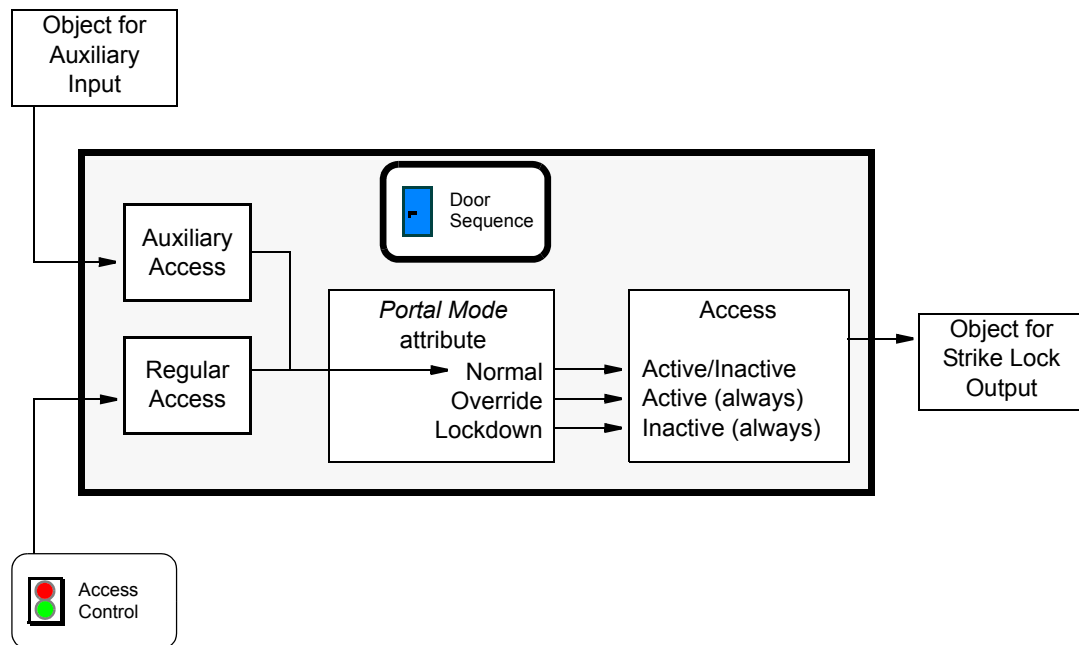 Object for
Auxiliary
Input
Door
Sequence
Auxiliary
Access
Regular
Access
Portal Mode
attribute
Normal
Override
Lockdown
Access
Active/Inactive
Active (always)
Inactive (always)
Object for
Strike Lock
Output
Access
Control